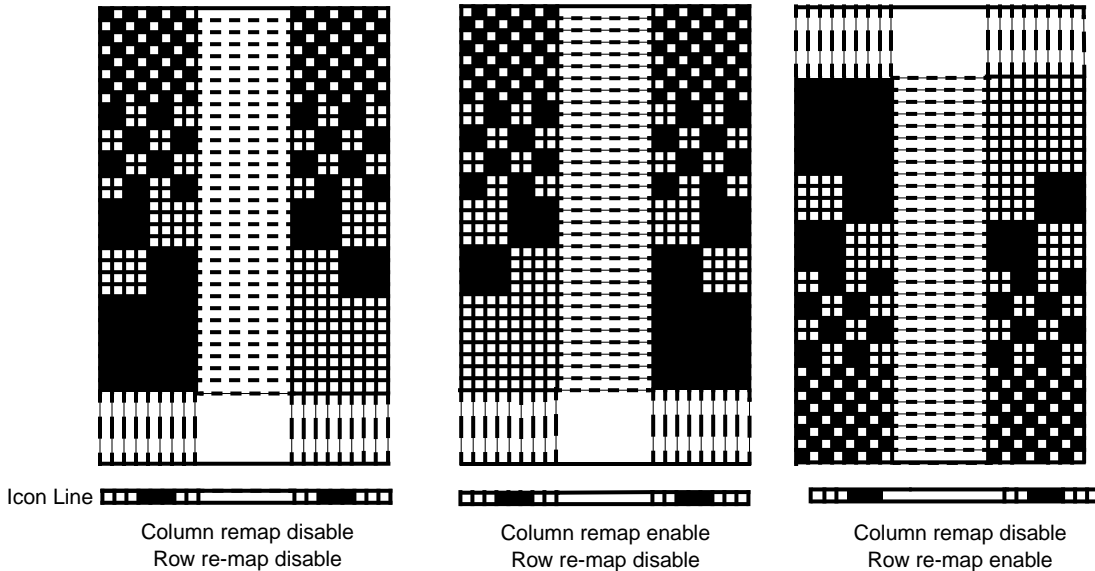 Icon Line
Column remap disable
Row re-map disable
Column remap enable
Row re-map disable
Column remap disable
Row re-map enable